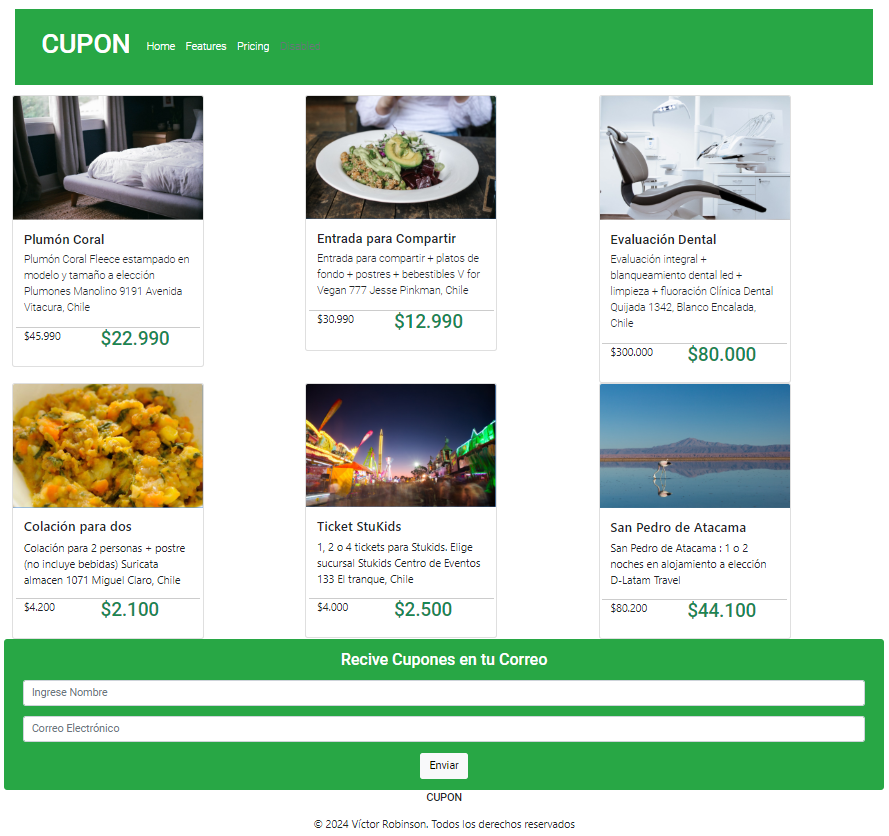 CUPON Home Features Pricing
Plumón Coral
Plumón Coral Fleece estampado en
modelo y tamaño a elección
Plumones Manolino 9191 Avenida
Vitacura, Chile
$45.990 $22.990
Entrada para Compartir
Entrada para compartir + platos de
fondo + postres + bebestibles V for
Vegan 777 Jesse Pinkman, Chile
$30.990 $12.990
Evaluación Dental
Evaluación integral +
blanqueamiento dental led +
limpieza + fluoración Clínica Dental
Quijada 1342, Blanco Encalada,
Chile
$300.000 $80.000
Colación para dos
Colación para 2 personas + postre
(no incluye bebidas) Suricata
almacen 1071 Miguel Claro, Chile
$4.200 $2.100
Ticket StuKids
1, 2 o 4 tickets para Stukids. Elige
sucursal Stukids Centro de Eventos
133 El tranque, Chile
$4.000 $2.500
San Pedro de Atacama
San Pedro de Atacama : 1 o 2
noches en alojamiento a elección
D-Latam Travel
$80.200 $44.100
Recive Cupones en tu Correo
Ingrese Nombre
Correo Electrónico
Enviar
CUPON
© 2024 Víctor Robinson. Todos los derechos reservados